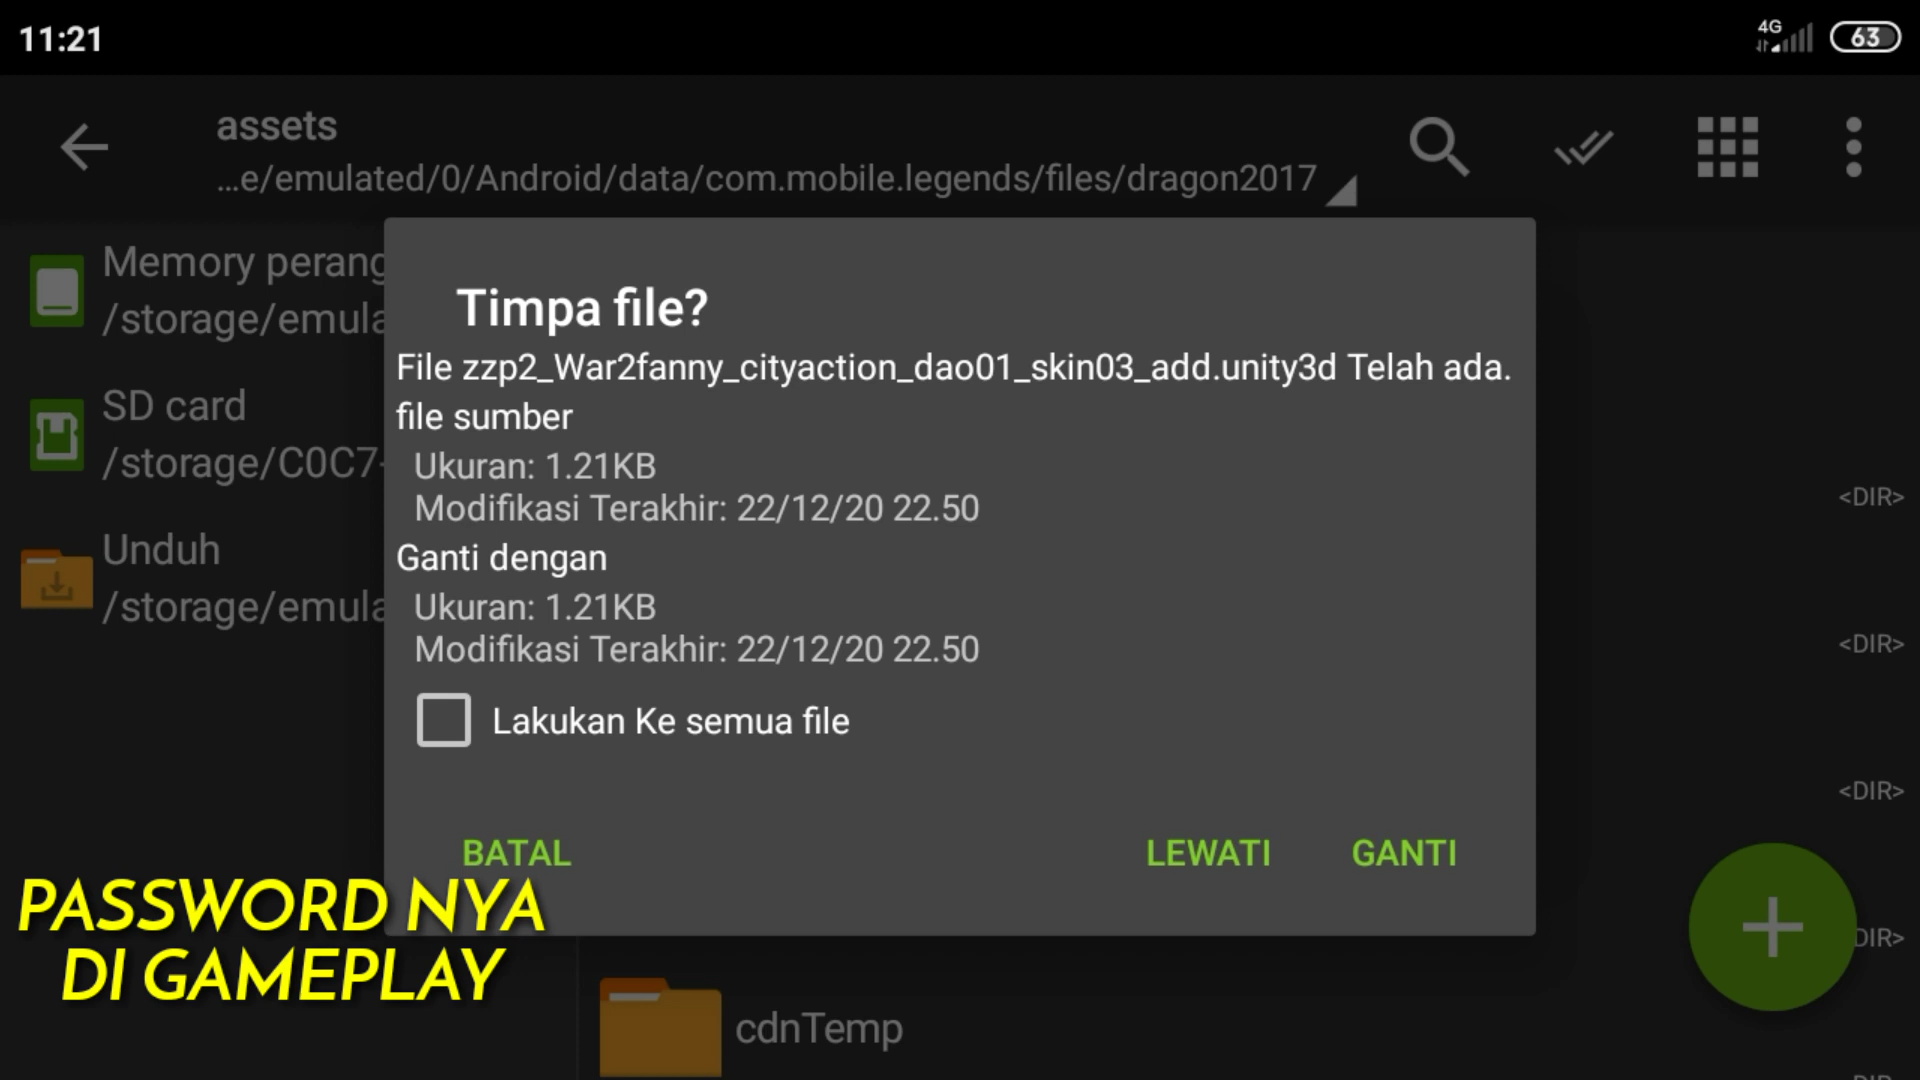 11:21
4G
63
assets
...e/emulated/0/Android/data/com.mobile.legends/files/dragon2017
Memory perang
/storage/emula
SD card
/storage/C0C7-
Unduh
/storage/emula
Timpa file?
File zzp2_War2fanny_cityaction_dao01_skin03_add.unity3d Telah ada.
file sumber
Ukuran: 1.21KB
Modifikasi Terakhir: 22/12/20 22.50
Ganti dengan
Ukuran: 1.21KB
Modifikasi Terakhir: 22/12/20 22.50
Lakukan Ke semua file
BATAL
LEWATI
GANTI
<DIR>
<DIR>
<DIR>
DIR>
PASSWORD NYA
DI GAMEPLAY
cdnTemp